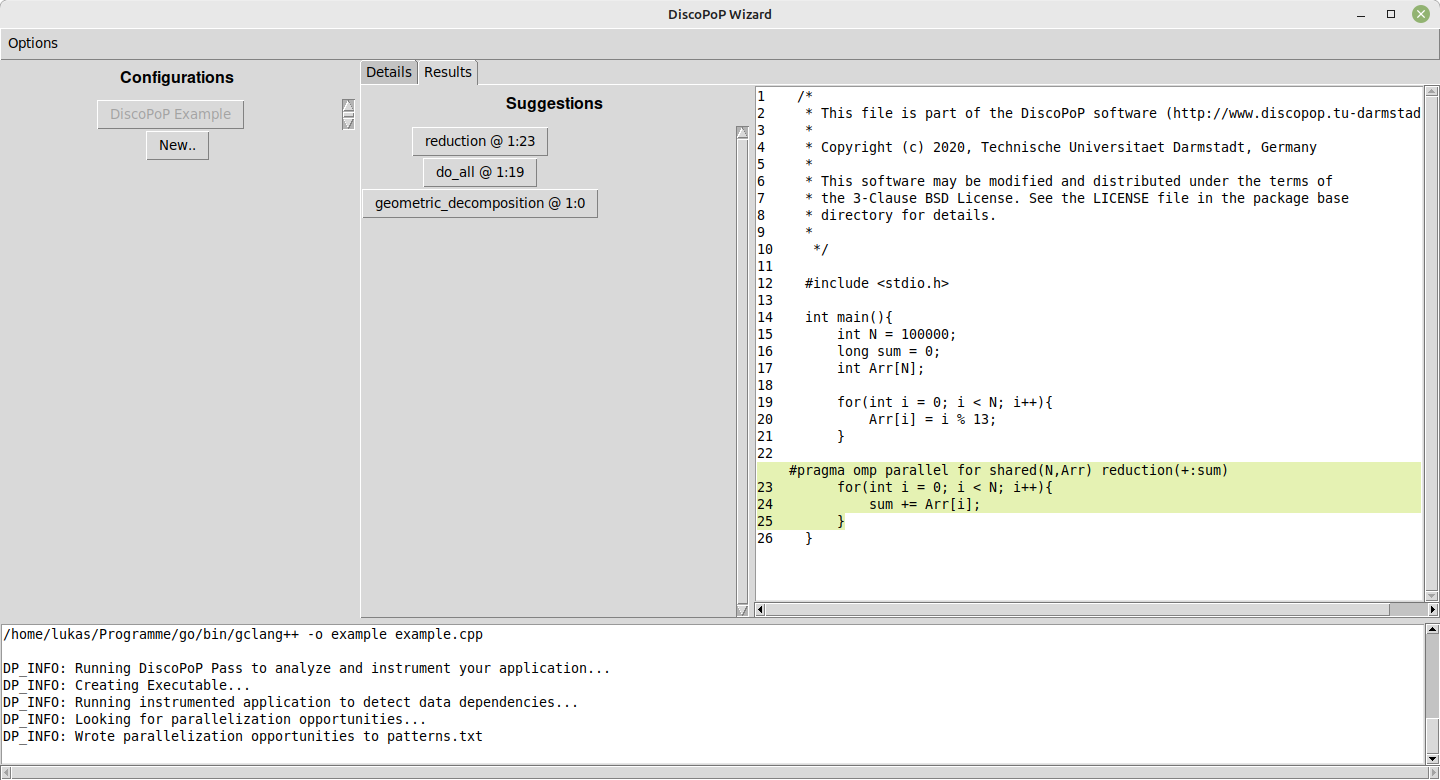 DiscoPoP Wizard
Options
Configurations
DiscoPoP Example
New..
Details
Results
Suggestions
reduction @ 1:23
do_all @ 1:19
geometric_decomposition @ 1:0
1    /*
2     * This file is part of the DiscoPoP software (http://www.discopop.tu-darmstad
3     *
4     * Copyright (c) 2020, Technische Universitaet Darmstadt, Germany
5     *
6     * This software may be modified and distributed under the terms of
7     * the 3-Clause BSD License. See the LICENSE file in the package base
8     * directory for details.
9     *
10     */
11
12    #include <stdio.h>
13
14    int main(){
15        int N = 100000;
16        long sum = 0;
17        int Arr[N];
18
19        for(int i = 0; i < N; i++){
20            Arr[i] = i % 13;
21        }
22
    #pragma omp parallel for shared(N,Arr) reduction(+:sum)
23        for(int i = 0; i < N; i++){
24            sum += Arr[i];
25        }
26    }
/home/lukas/Programme/go/bin/gclang++ -o example example.cpp
DP_INFO: Running DiscoPoP Pass to analyze and instrument your application...
DP_INFO: Creating Executable...
DP_INFO: Running instrumented application to detect data dependencies...
DP_INFO: Looking for parallelization opportunities...
DP_INFO: Wrote parallelization opportunities to patterns.txt